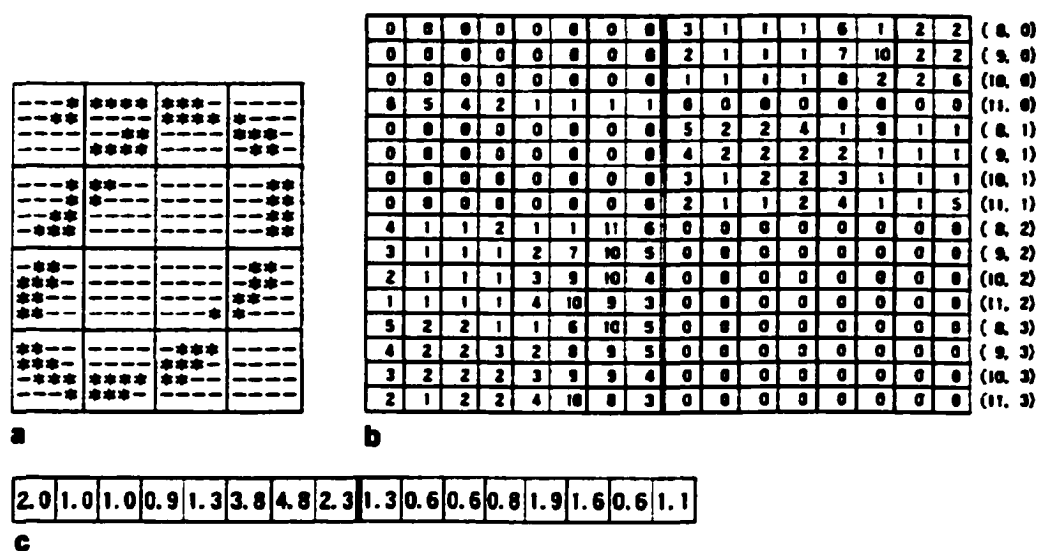 ---* **** ***- ----
--** ---- **** *---
---- --** ---- ***-
---- **** ---- -**-
---* **-- ---- --**
---* *--- ---- --**
--** ---- ---- --**
-*** ---- ---- --**
-**- ---- ---- -**-
***- ---- ---- -**-
**-- ---- ---- **--
**-- ---- ---* *---
**-- ---- -*** ----
***- ---- ***- ----
-*** **** **-- ----
---* ***- ---- ----
a
0 0 0 0 0 0 0 0 3 1 1 1 6 1 2 2 ( 8, 0)
0 0 0 0 0 0 0 0 2 1 1 1 7 10 2 2 ( 9, 0)
0 0 0 0 0 0 0 0 1 1 1 1 8 2 2 6 (10, 0)
6 5 4 2 1 1 1 1 0 0 0 0 0 0 0 0 (11, 0)
0 0 0 0 0 0 0 0 5 2 2 4 1 9 1 1 ( 8, 1)
0 0 0 0 0 0 0 0 4 2 2 2 2 1 1 1 ( 9, 1)
0 0 0 0 0 0 0 0 3 1 2 2 3 1 1 1 (10, 1)
0 0 0 0 0 0 0 0 2 1 1 2 4 1 1 5 (11, 1)
4 1 1 2 1 1 11 6 0 0 0 0 0 0 0 0 ( 8, 2)
3 1 1 1 2 7 10 5 0 0 0 0 0 0 0 0 ( 9, 2)
2 1 1 1 3 9 10 4 0 0 0 0 0 0 0 0 (10, 2)
1 1 1 1 4 10 9 3 0 0 0 0 0 0 0 0 (11, 2)
5 2 2 1 1 6 10 5 0 0 0 0 0 0 0 0 ( 8, 3)
4 2 2 3 2 8 9 5 0 0 0 0 0 0 0 0 ( 9, 3)
3 2 2 2 3 9 9 4 0 0 0 0 0 0 0 0 (10, 3)
2 1 2 2 4 10 8 3 0 0 0 0 0 0 0 0 (11, 3)
b
2.0 1.0 1.0 0.9 1.3 3.8 4.8 2.3 1.3 0.6 0.6 0.8 1.9 1.6 0.6 1.1
c